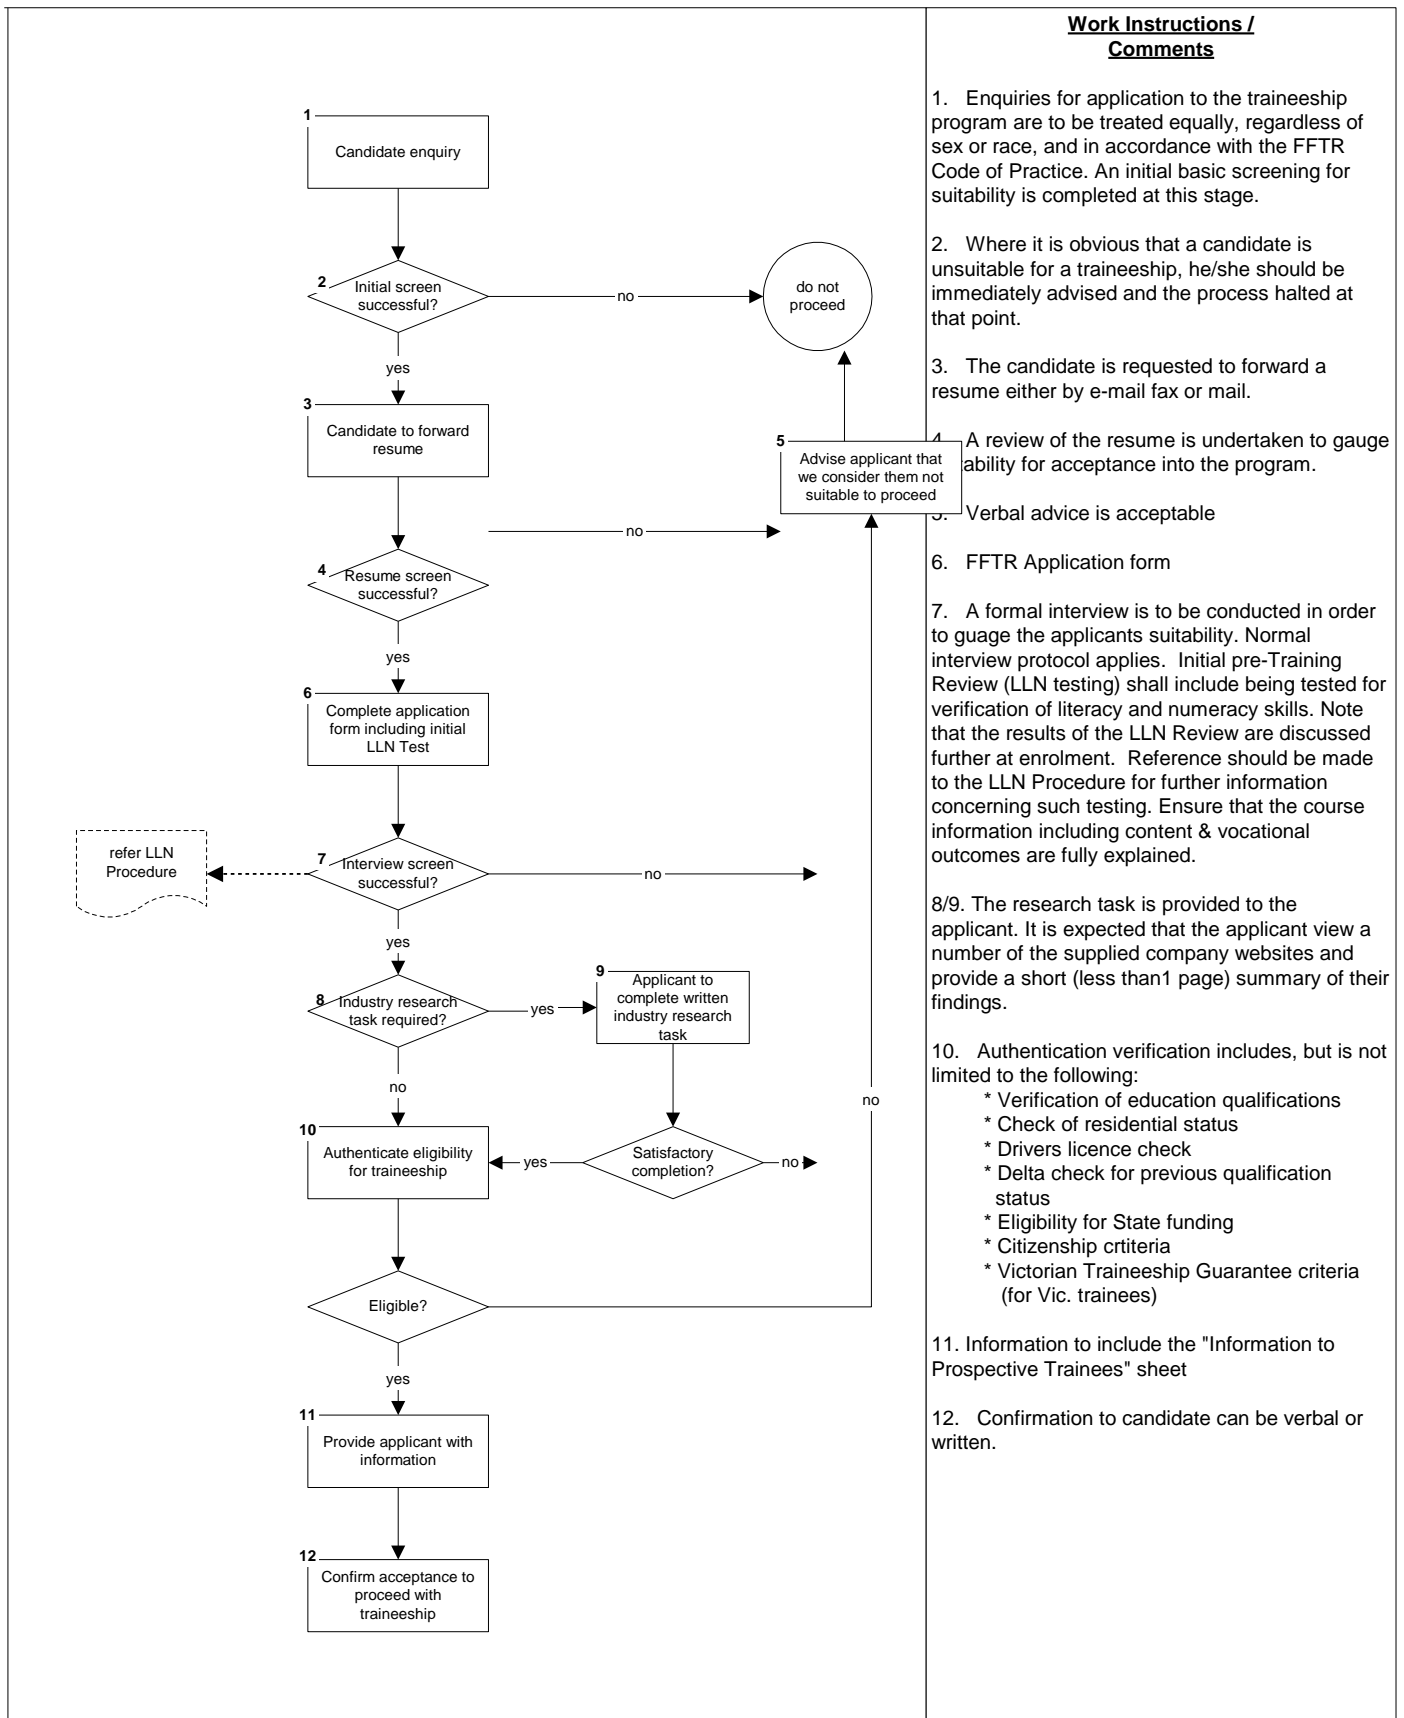 1
Candidate enquiry
2
Initial screen
successful?
no
do not
proceed
yes
3
Candidate to forward
resume
5
Advise applicant that
we consider them not
suitable to proceed
no
4
Resume screen
successful?
yes
6
Complete application
form including initial
LLN Test
refer LLN
Procedure
7
Interview screen
successful?
no
yes
8
Industry research
task required?
yes
9
Applicant to
complete written
industry research
task
no
no
10
Authenticate eligibility
for traineeship
yes
Satisfactory
completion?
no
Eligible?
yes
11
Provide applicant with
information
12
Confirm acceptance to
proceed with
traineeship
Work Instructions /
Comments
1. Enquiries for application to the traineeship
program are to be treated equally, regardless of
sex or race, and in accordance with the FFTR
Code of Practice. An initial basic screening for
suitability is completed at this stage.
2. Where it is obvious that a candidate is
unsuitable for a traineeship, he/she should be
immediately advised and the process halted at
that point.
3. The candidate is requested to forward a
resume either by e-mail fax or mail.
4. A review of the resume is undertaken to gauge
for acceptance into the program.
5. Verbal advice is acceptable
6. FFTR Application form
7. A formal interview is to be conducted in order
to guage the applicants suitability. Normal
interview protocol applies. Initial pre-Training
Review (LLN testing) shall include being tested for
verification of literacy and numeracy skills. Note
that the results of the LLN Review are discussed
further at enrolment. Reference should be made
to the LLN Procedure for further information
concerning such testing. Ensure that the course
information including content & vocational
outcomes are fully explained.
8/9. The research task is provided to the
applicant. It is expected that the applicant view a
number of the supplied company websites and
provide a short (less than1 page) summary of their
findings.
10. Authentication verification includes, but is not
limited to the following:
* Verification of education qualifications
* Check of residential status
* Drivers licence check
* Delta check for previous qualification
status
* Eligibility for State funding
* Citizenship crtiteria
* Victorian Traineeship Guarantee criteria
(for Vic. trainees)
11. Information to include the "Information to
Prospective Trainees" sheet
12. Confirmation to candidate can be verbal or
written.